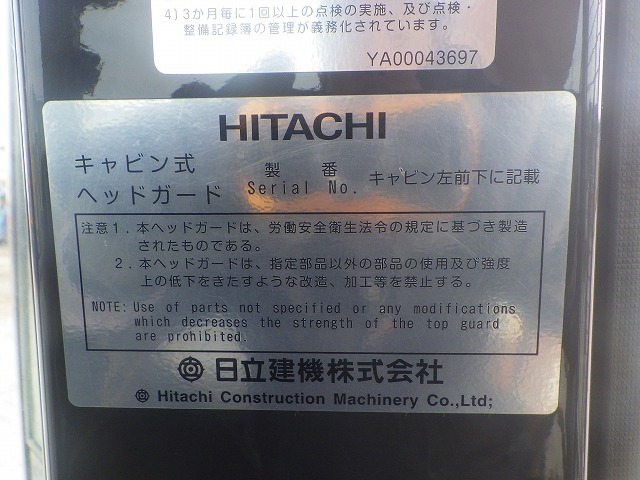 4) 3か月毎に1回以上の点検の実施、及び点検・
整備記録簿の管理が義務化されています。
YA00043697
HITACHI
キャビン式
ヘッドガード
製 番
Serial No.
キャビン左前下に記載
注意1．本ヘッドガードは、労働安全衛生法令の規定に基づき製造
されたものである。
2．本ヘッドガードは、指定部品以外の部品の使用及び強度
上の低下をきたすような改造、加工等を禁止する。
NOTE: Use of parts not specified or any modifications
which decreases the strength of the top guard
are prohibited.
日立建機株式会社
Hitachi Construction Machinery Co.,Ltd;